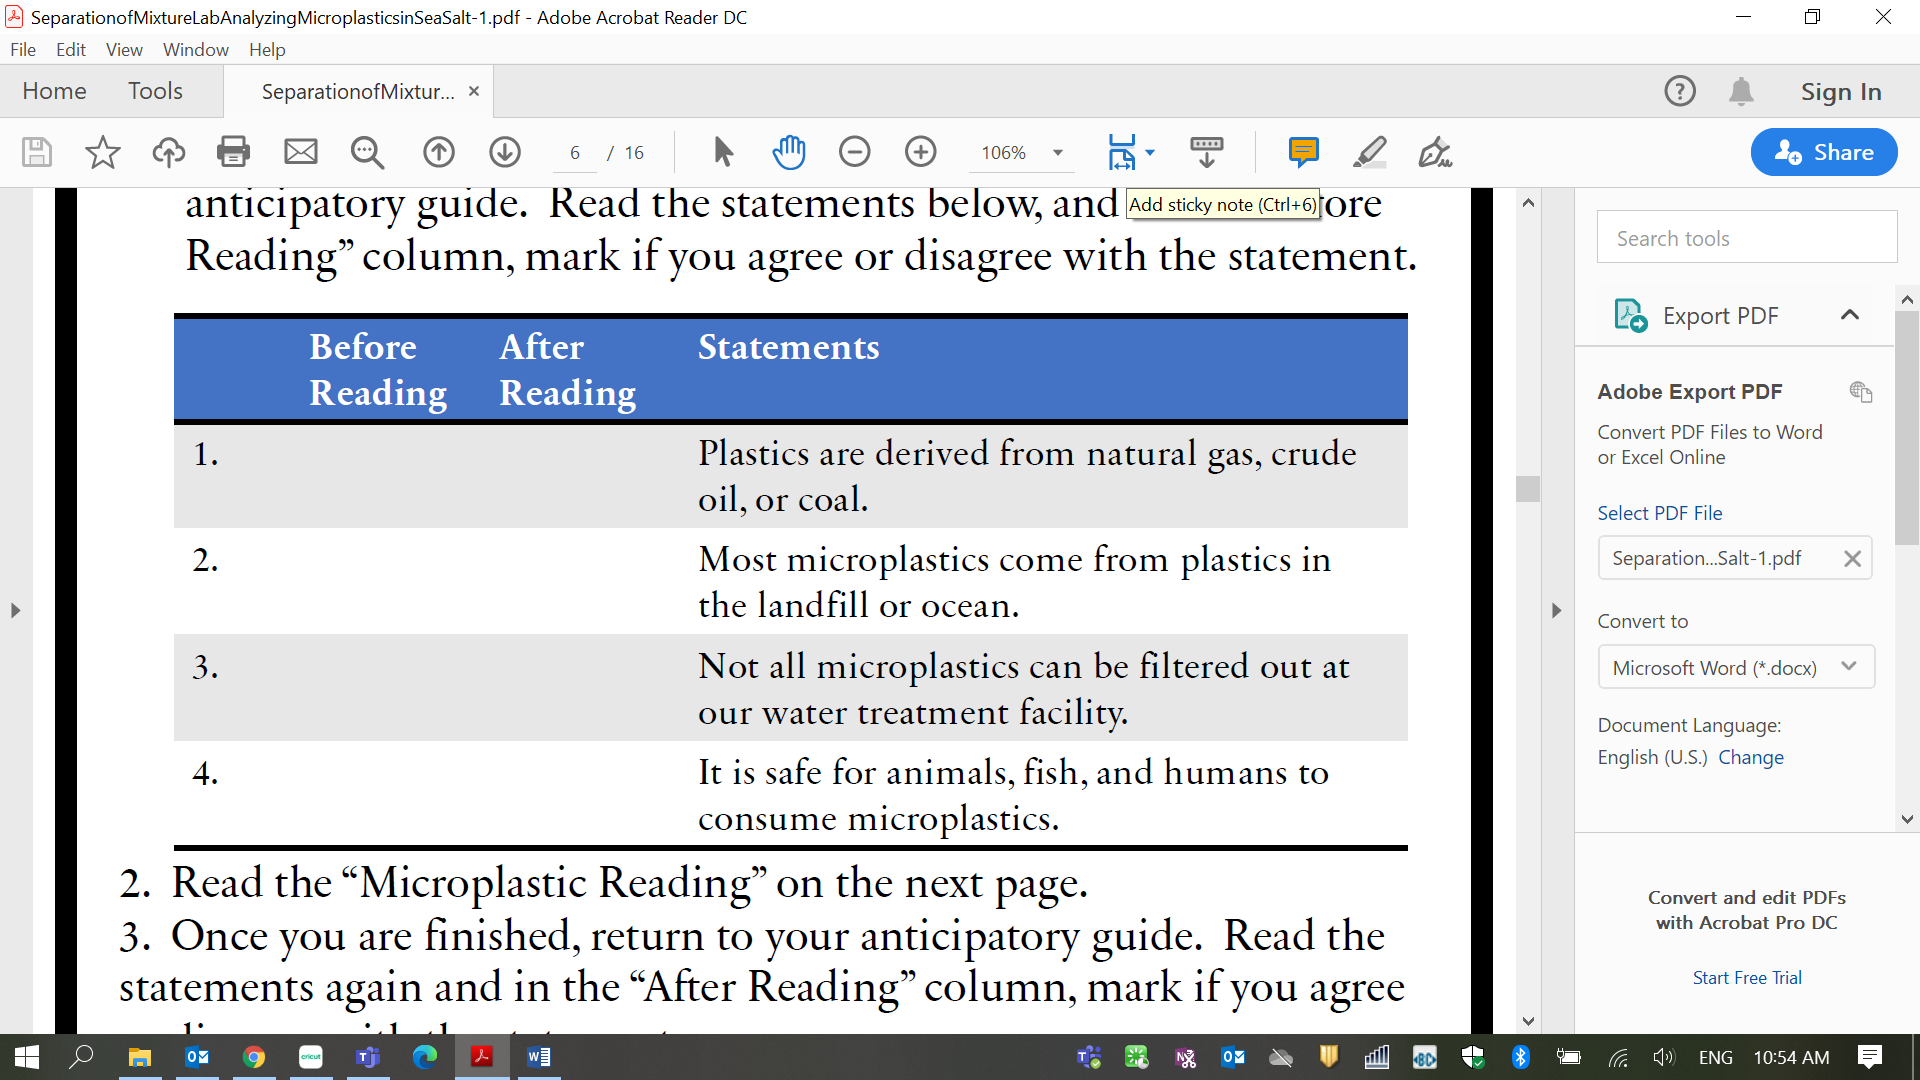 SeparationofMixtureLabAnalyzingMicroplasticsinSeaSalt-1.pdf - Adobe Acrobat Reader DC
File Edit View Window Help
Home Tools SeparationofMixtur... × Sign In
6 / 16 106% Share
anticipatory guide. Read the statements below, and
Add sticky note (Ctrl+6)
Reading” column, mark if you agree or disagree with the statement.
Before Reading
After Reading
Statements
1. Plastics are derived from natural gas, crude
oil, or coal.
2. Most microplastics come from plastics in
the landfill or ocean.
3. Not all microplastics can be filtered out at
our water treatment facility.
4. It is safe for animals, fish, and humans to
consume microplastics.
2. Read the “Microplastic Reading” on the next page.
3. Once you are finished, return to your anticipatory guide. Read the
statements again and in the “After Reading” column, mark if you agree
Search tools
Export PDF
Adobe Export PDF
Convert PDF Files to Word
or Excel Online
Select PDF File
Separation...Salt-1.pdf
Convert to
Microsoft Word (*.docx)
Document Language:
English (U.S.) Change
Convert and edit PDFs
with Acrobat Pro DC
Start Free Trial
cricut
ENG 10:54 AM